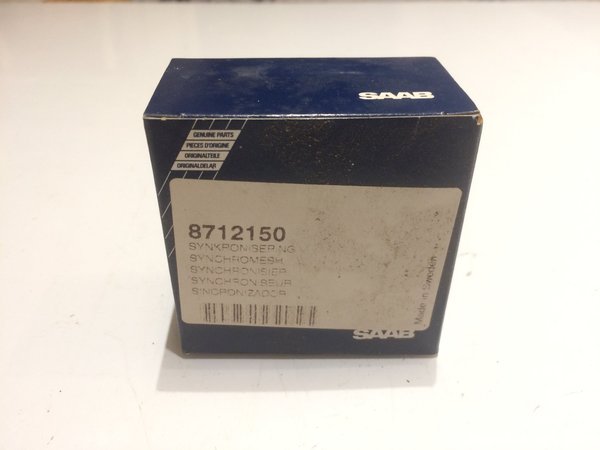 SAAB
GENUINE PARTS
PIECES D'ORIGINE
ORIGINALTEILE
ORIGINALDELAR
8712150
SYNKRONISERING
SYNCHROMESH
SYNCHRONISIER
SYNCHRONISEUR
SINCRONIZADOR
Made in Sweden
SAAB